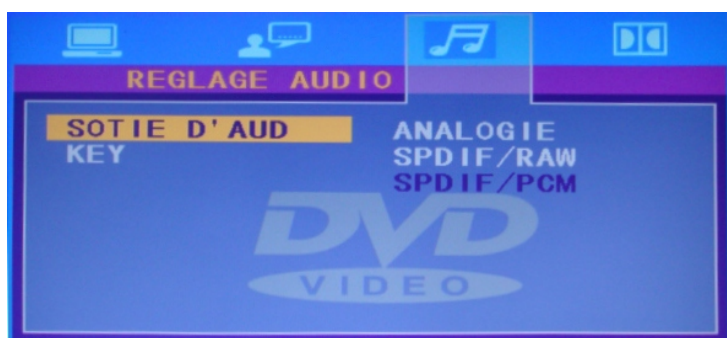 REGLAGE AUDIO
SOTIE D'AUD
KEY
ANALOGIE
SPDIF/RAW
SPDIF/PCM
DVD
VIDEO